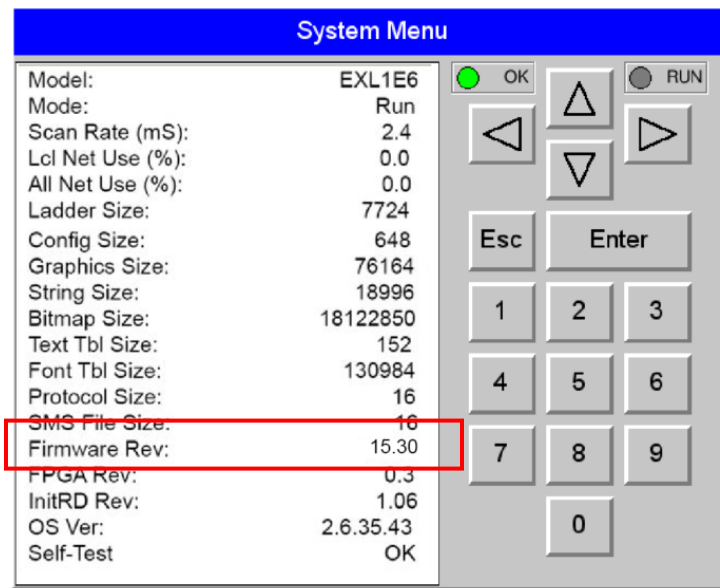 System Menu
Model: EXL1E6
Mode: Run
Scan Rate (mS): 2.4
Lcl Net Use (%): 0.0
All Net Use (%): 0.0
Ladder Size: 7724
Config Size: 648
Graphics Size: 76164
String Size: 18996
Bitmap Size: 18122850
Text Tbl Size: 152
Font Tbl Size: 130984
Protocol Size: 16
SMS File Size: 16
Firmware Rev: 15.30
FPGA Rev: 0.3
InitRD Rev: 1.06
OS Ver: 2.6.35.43
Self-Test OK
OK RUN
Esc Enter
1 2 3
4 5 6
7 8 9
0